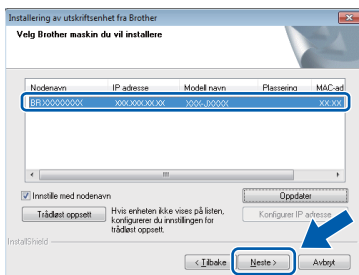 Installering av utskriftsenhet fra Brother
Velg Brother maskin du vil installere
Nodenavn IP adresse Modell navn Plassering MAC-ad
BRXXXXXXXX XXX.XXX.XX.XX XXX-JXXXX XX:XX
Innstille med nodenavn
Oppdater
Trådløst oppsett
Hvis enheten ikke vises på listen,
konfigurerer du innstillingen for
trådløst oppsett.
Konfigurer IP adresse
InstallShield
< Tilbake Neste > Avbryt